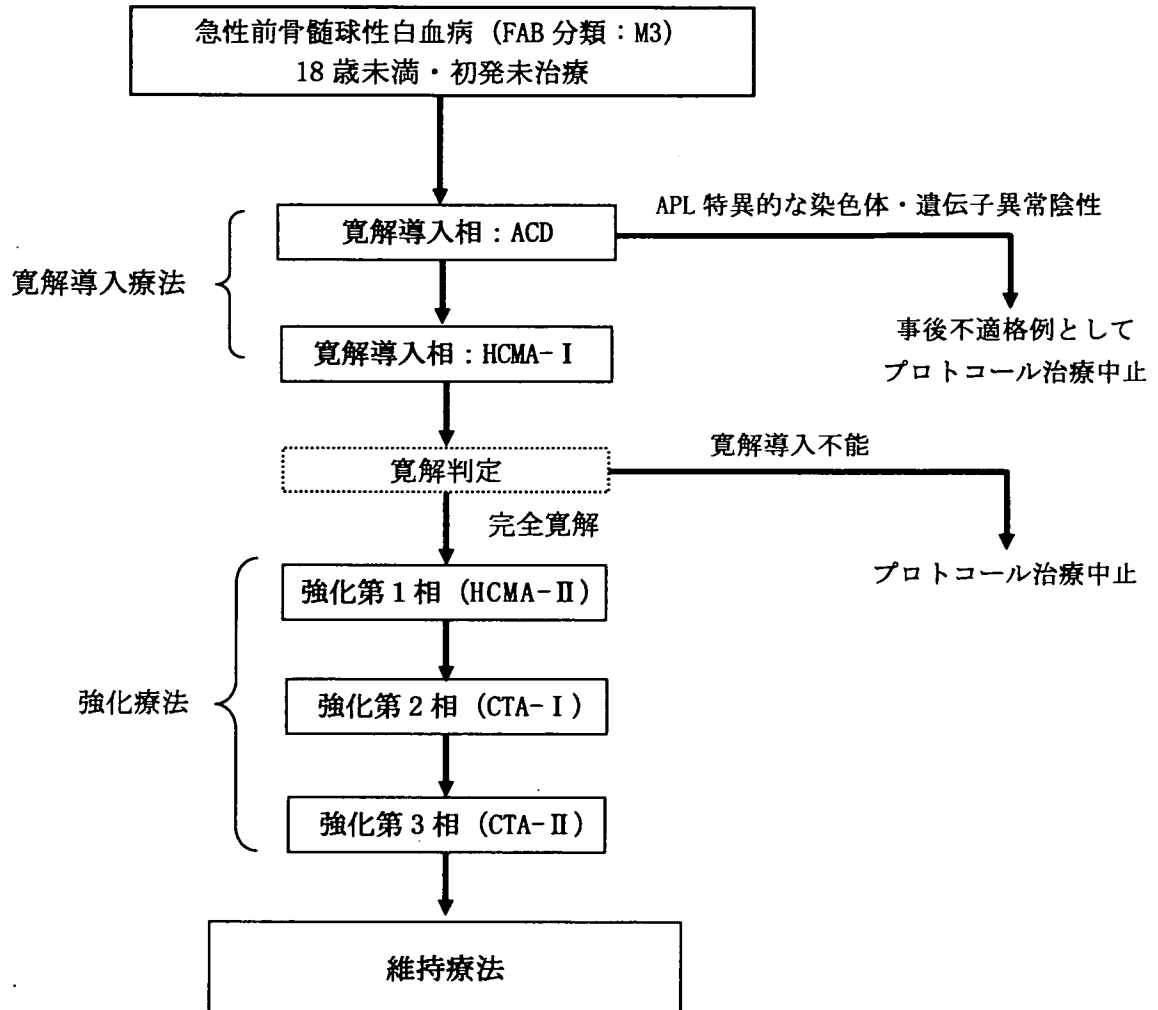 急性前骨髄球性白血病（FAB 分類：M3）
18 歳未満・初発未治療
APL 特異的な染色体・遺伝子異常陰性
寛解導入相：ACD
寛解導入療法
事後不適格例として
プロトコール治療中止
寛解導入相：HCMA-Ⅰ
寛解導入不能
寛解判定
完全寛解
プロトコール治療中止
強化第１相（HCMA-Ⅱ）
強化療法
強化第２相（CTA-Ⅰ）
強化第３相（CTA-Ⅱ）
維持療法